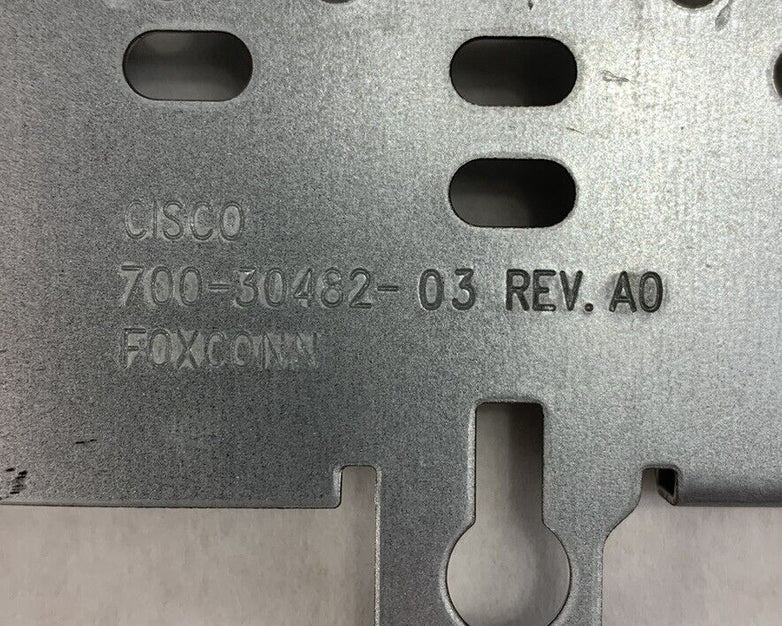 CISCO
700-30482-03 REV. A0
FOXCONN